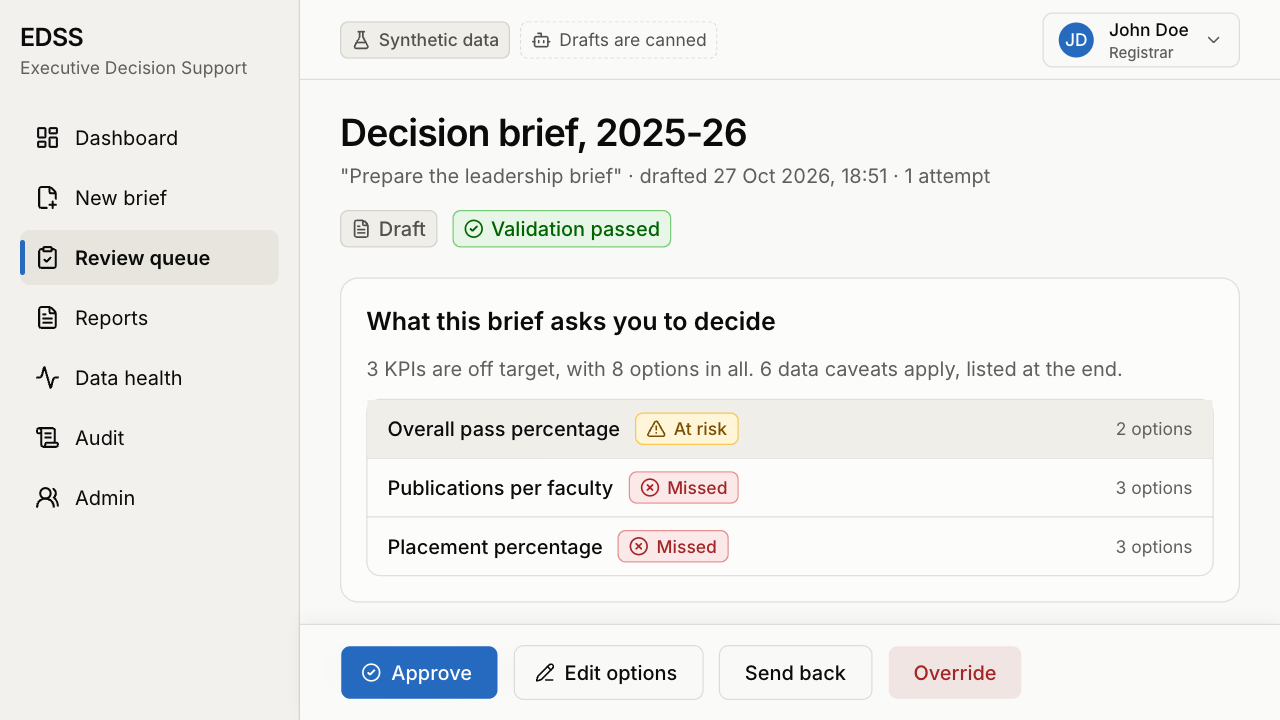 EDSS
Executive Decision Support
Dashboard
New brief
Review queue
Reports
Data health
Audit
Admin
Synthetic data
Drafts are canned
JD
John Doe
Registrar
Decision brief, 2025-26
"Prepare the leadership brief" · drafted 27 Oct 2026, 18:51 · 1 attempt
Draft
Validation passed
What this brief asks you to decide
3 KPIs are off target, with 8 options in all. 6 data caveats apply, listed at the end.
Overall pass percentage At risk 2 options
Publications per faculty Missed 3 options
Placement percentage Missed 3 options
Approve
Edit options
Send back
Override